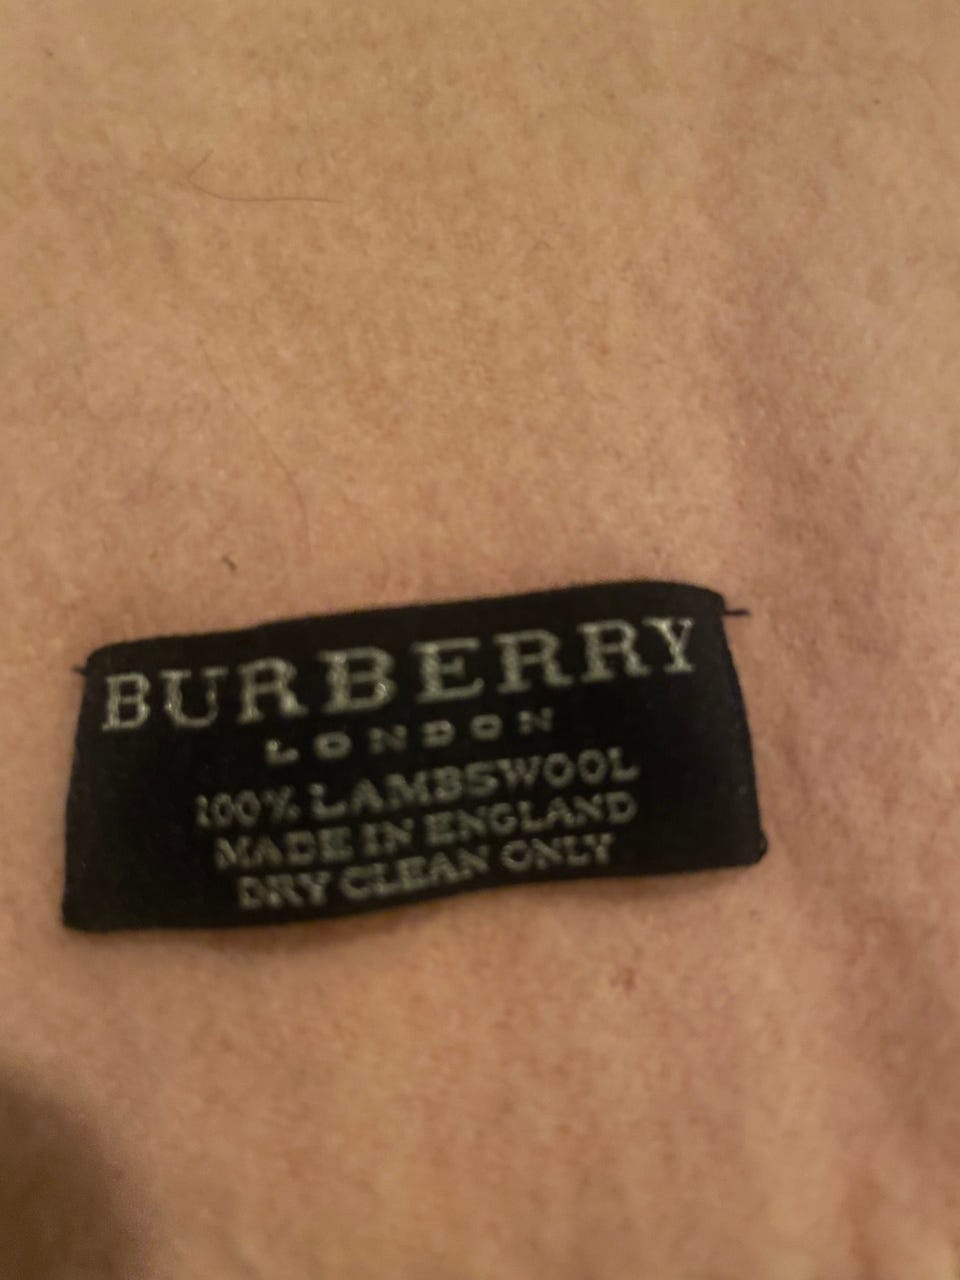 BURBERRY
LONDON
100% LAMBSWOOL
MADE IN ENGLAND
DRY CLEAN ONLY